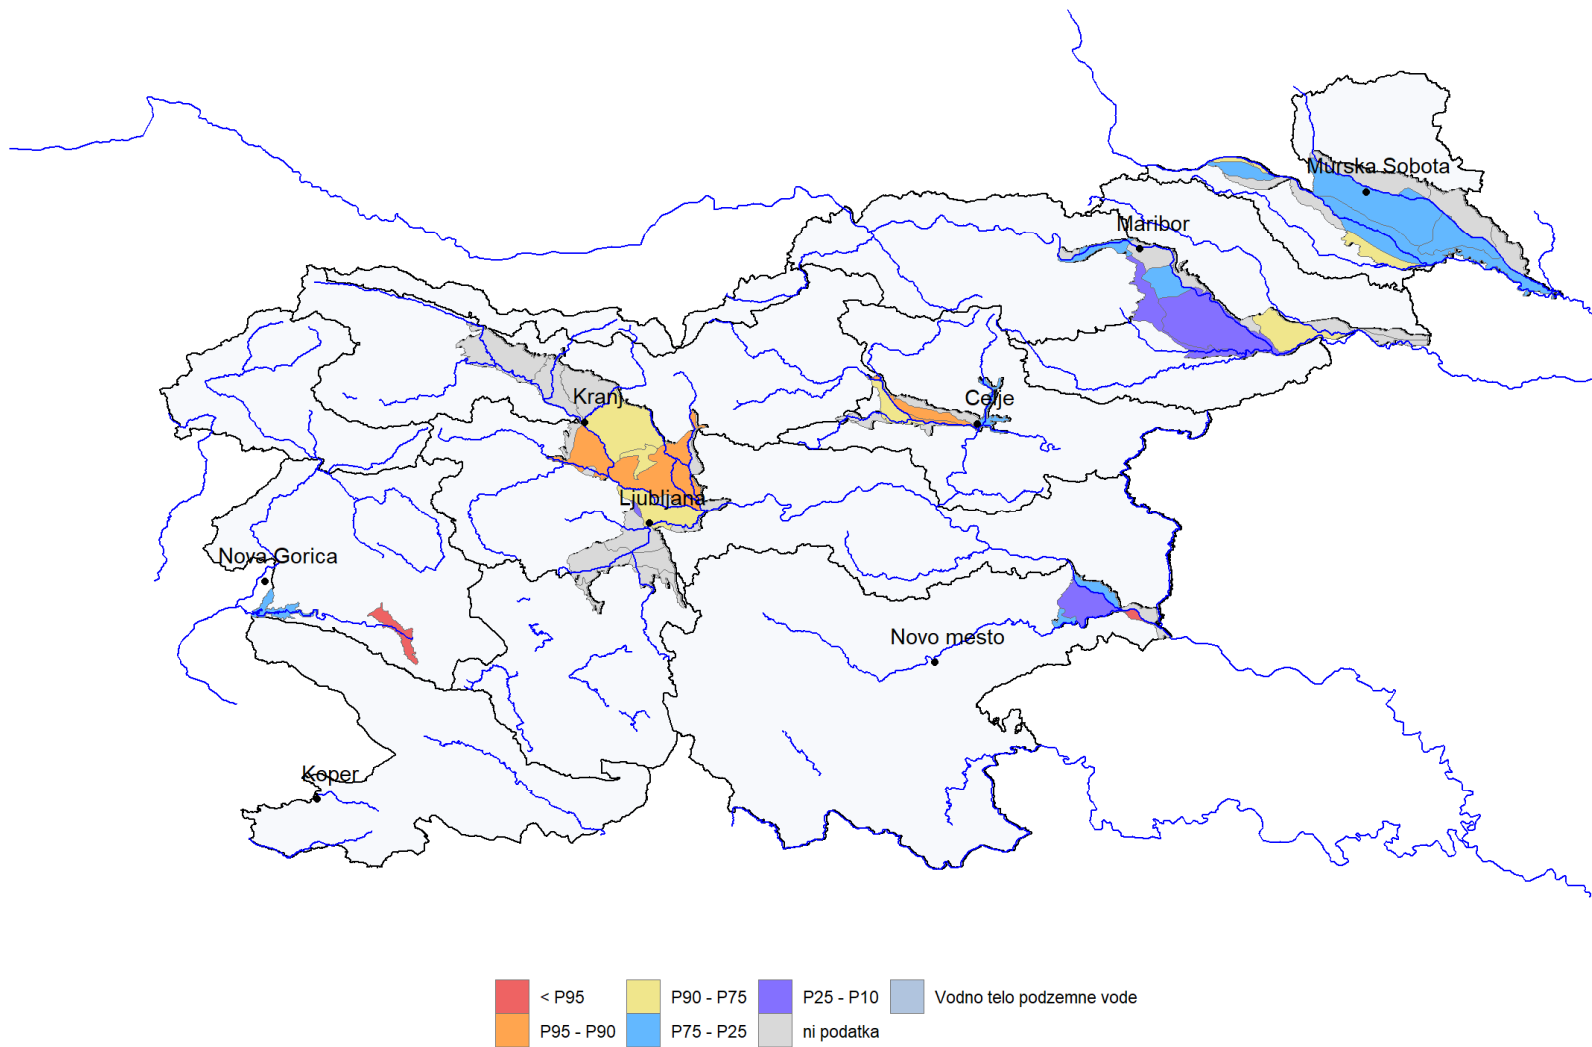 Murska Sobota
Maribor
Kranj
Celje
Ljubljana
Nova Gorica
Novo mesto
Koper
< P95
P90 - P75
P25 - P10
Vodno telo podzemne vode
P95 - P90
P75 - P25
ni podatka